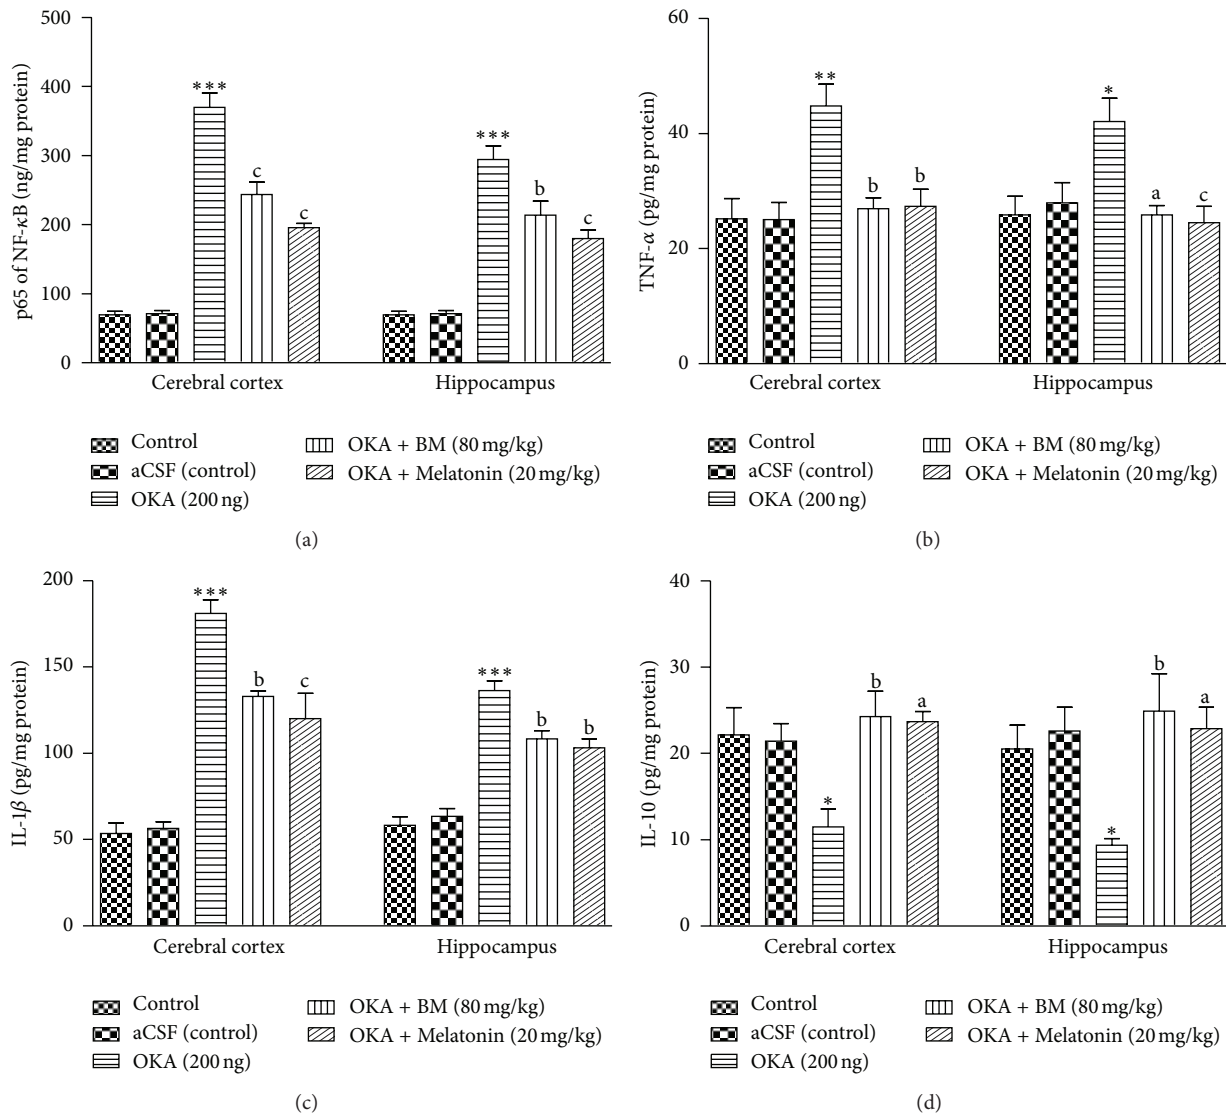 500
400
300
200
100
0
p65 of NF-κB (ng/mg protein)
***
c
c
***
b
c
Cerebral cortex
Hippocampus
Control
aCSF (control)
OKA (200 ng)
OKA + BM (80 mg/kg)
OKA + Melatonin (20 mg/kg)
(a)
60
40
20
0
TNF-α (pg/mg protein)
**
b
b
*
a
c
Cerebral cortex
Hippocampus
Control
aCSF (control)
OKA (200 ng)
OKA + BM (80 mg/kg)
OKA + Melatonin (20 mg/kg)
(b)
200
150
100
50
0
IL-1β (pg/mg protein)
***
b
c
***
b
b
Cerebral cortex
Hippocampus
Control
aCSF (control)
OKA (200 ng)
OKA + BM (80 mg/kg)
OKA + Melatonin (20 mg/kg)
(c)
40
30
20
10
0
IL-10 (pg/mg protein)
*
b
a
*
b
a
Cerebral cortex
Hippocampus
Control
aCSF (control)
OKA (200 ng)
OKA + BM (80 mg/kg)
OKA + Melatonin (20 mg/kg)
(d)